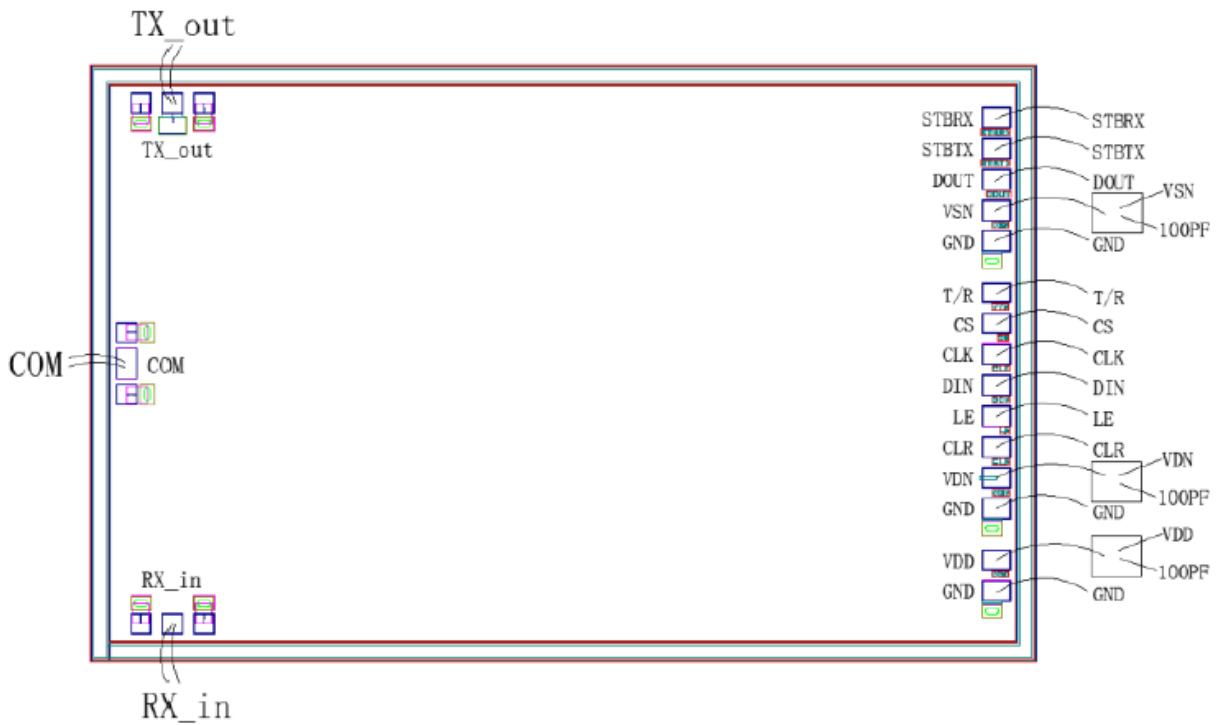 TX_out
TX_out
STBRX STBRX
STBTX STBTX
DOUT DOUT
VSN VSN
100PF
GND GND
T/R T/R
CS CS
CLK CLK
COM COM
DIN DIN
LE LE
CLR CLR
VDN VDN
100PF
GND GND
VDD VDD
100PF
GND GND
RX_in
RX_in